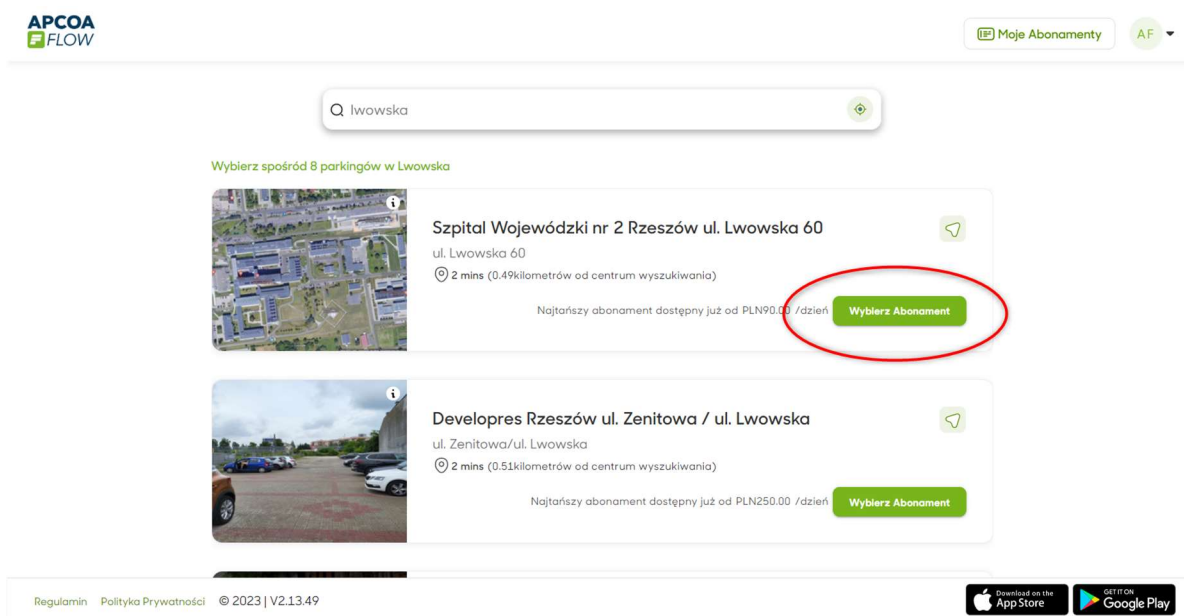 APCOA
FLOW
Moje Abonamenty
AF
lwowska
Wybierz spośród 8 parkingów w Lwowska
Szpital Wojewódzki nr 2 Rzeszów ul. Lwowska 60
ul. Lwowska 60
2 mins (0.49kilometrów od centrum wyszukiwania)
Najtańszy abonament dostępny już od PLN90.00 /dzień
Wybierz Abonament
Developres Rzeszów ul. Zenitowa / ul. Lwowska
ul. Zenitowa/ul. Lwowska
2 mins (0.51kilometrów od centrum wyszukiwania)
Najtańszy abonament dostępny już od PLN250.00 /dzień
Wybierz Abonament
Regulamin Polityka Prywatności © 2023 | V2.13.49
Download on the
App Store
GET IT ON
Google Play